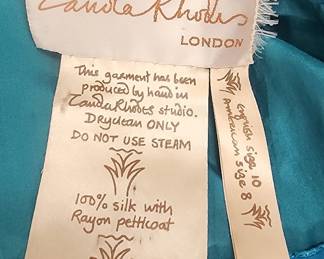 Zandra Rhodes
LONDON
This garment has been
produced by hand in
Zandra Rhodes studio.
Dryclean ONLY
DO NOT USE STEAM
100% silk with
Rayon petticoat
English size 10
American size 8